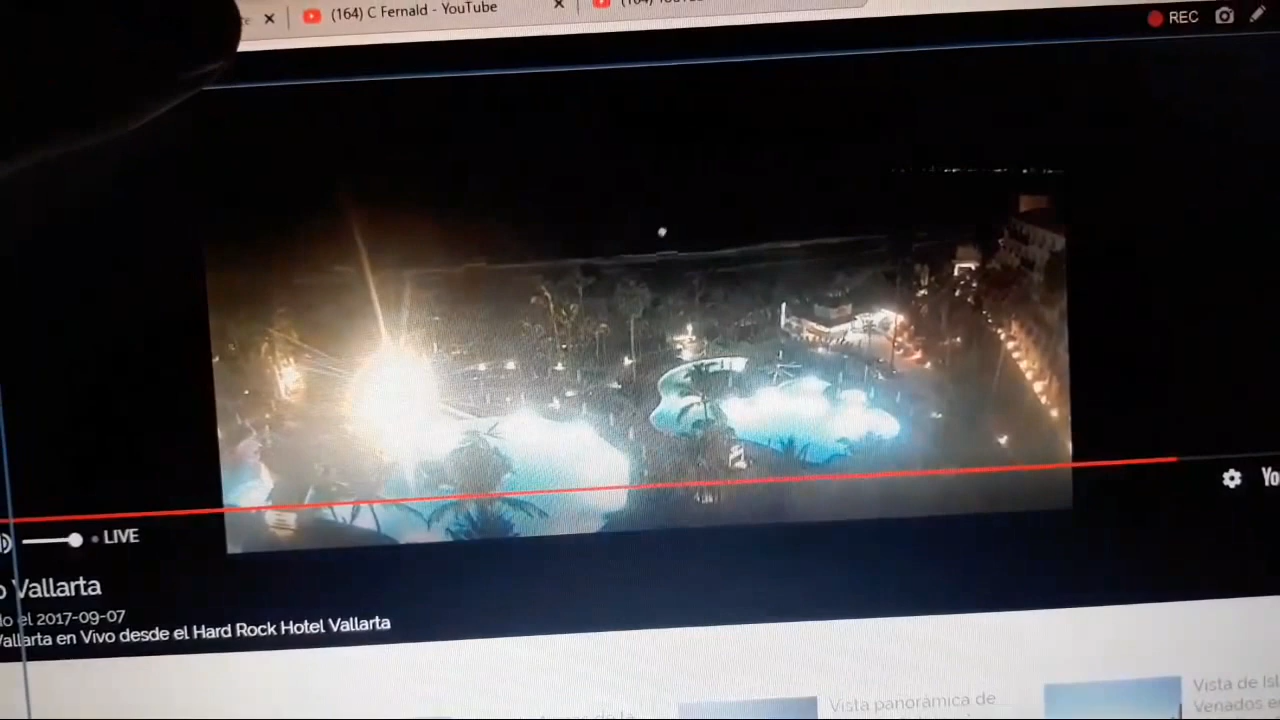 (164) C Fernald - YouTube
REC
LIVE
Vallarta
el 2017-09-07
Vallarta en Vivo desde el Hard Rock Hotel Vallarta
Vista panorámica de
Vista de
Venados